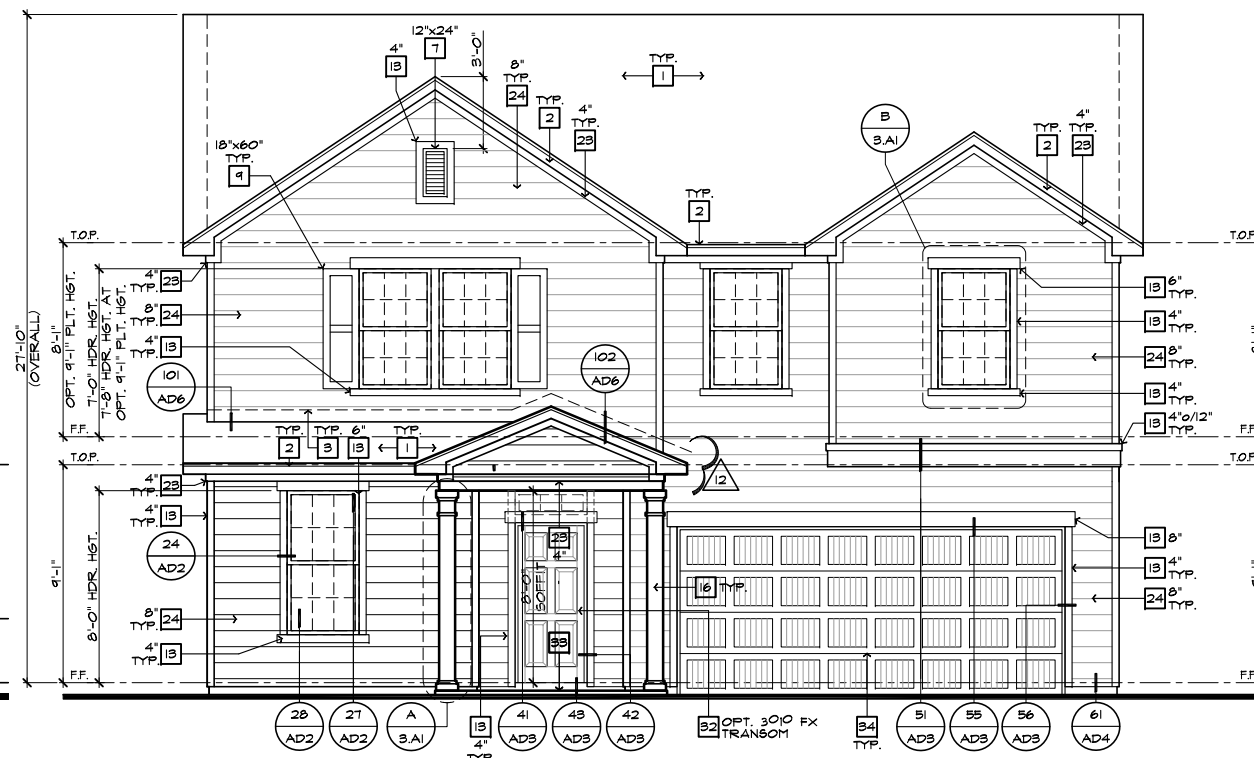 12"x24"
7
4"
13
3'-0"
8"
TYP.
24
TYP.
2
4"
TYP.
23
TYP.
1
B
3.A1
TYP.
2
4"
TYP.
23
18"x60"
TYP.
9
TYP.
2
T.O.P.
T.O.P.
27'-10"
(OVERALL)
8'-1"
OPT. 9'-1" PLT. HGT.
7'-0" HDR. HGT.
7'-8" HDR. HGT. AT
OPT. 9'-1" PLT. HGT.
4"
TYP.
23
8"
TYP.
24
4"
TYP.
13
101
AD6
102
AD6
13
6"
TYP.
13
4"
TYP.
24
8"
TYP.
13
4"
TYP.
13
4"o/12"
TYP.
F.F.
F.F.
TYP.
2
3
TYP.
6"
13
TYP.
1
T.O.P.
T.O.P.
12
9'-1"
8'-0" HDR. HGT.
4"
TYP.
23
4"
TYP.
13
24
AD2
8"
TYP.
24
4"
TYP.
13
23
4"
8'-0"
SOFFIT
33
16
TYP.
13
8"
13
4"
TYP.
24
8"
TYP.
F.F.
F.F.
28
AD2
27
AD2
A
3.A1
13
4"
TYP.
41
AD3
43
AD3
42
AD3
32
OPT. 3010 FX
TRANSOM
34
TYP.
51
AD3
55
AD3
56
AD3
61
AD4